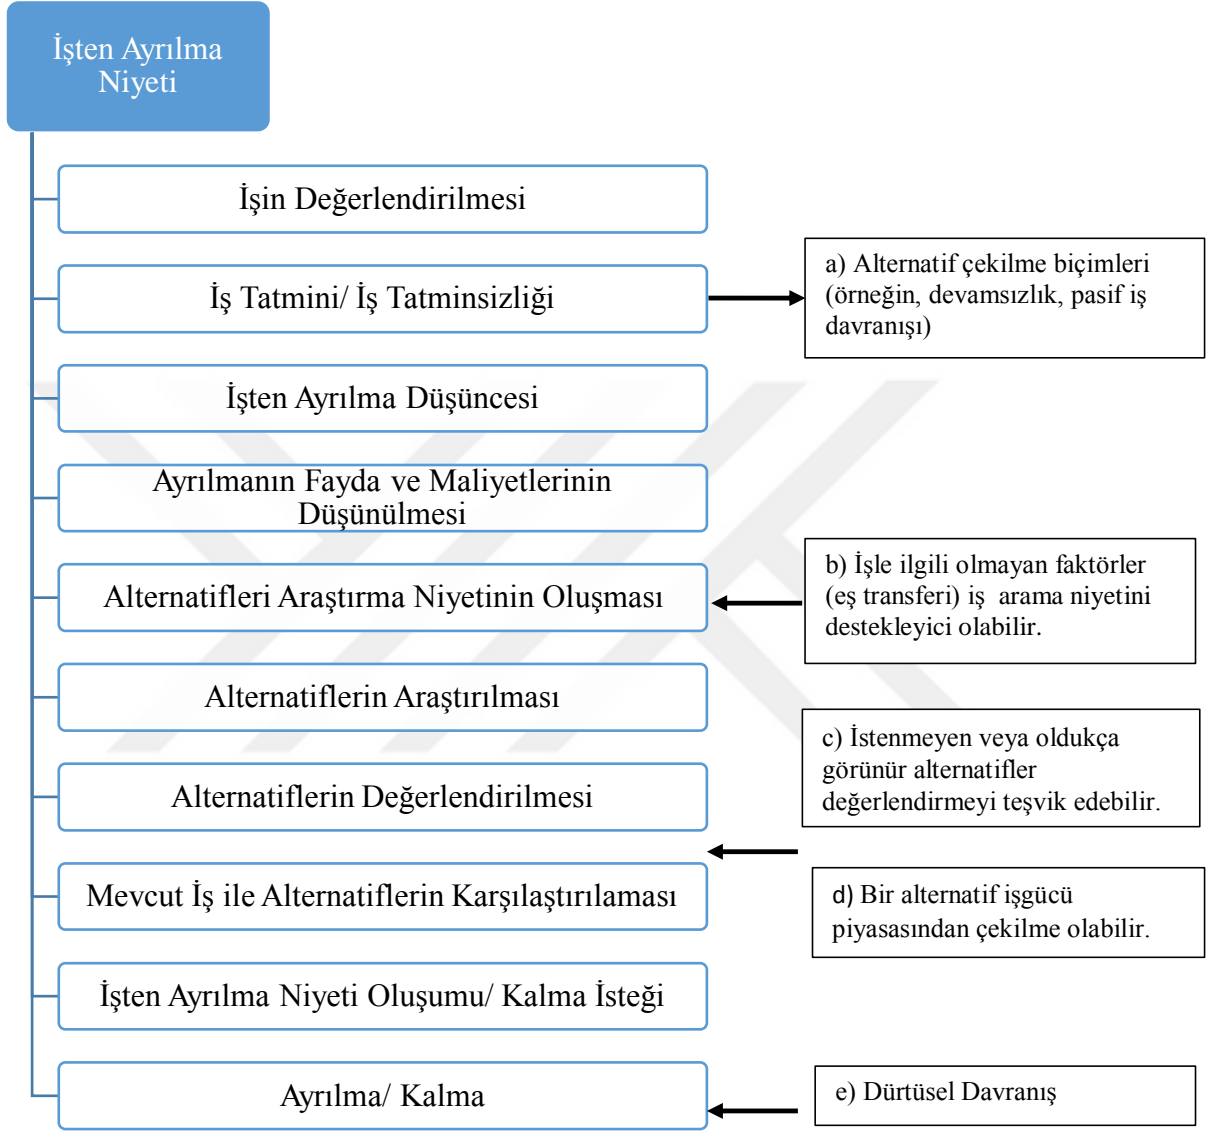 İşten Ayrılma
Niyeti
İşin Değerlendirilmesi
İş Tatmini/ İş Tatminsizliği
a) Alternatif çekilme biçimleri
(örneğin, devamsızlık, pasif iş
davranışı)
İşten Ayrılma Düşüncesi
Ayrılmanın Fayda ve Maliyetlerinin
Düşünülmesi
Alternatifleri Araştırma Niyetinin Oluşması
b) İşle ilgili olmayan faktörler
(eş transferi) iş arama niyetini
destekleyici olabilir.
Alternatiflerin Araştırılması
Alternatiflerin Değerlendirilmesi
c) İstenmeyen veya oldukça
görünür alternatifler
değerlendirmeyi teşvik edebilir.
Mevcut İş ile Alternatiflerin Karşılaştırılaması
d) Bir alternatif işgücü
piyasasından çekilme olabilir.
İşten Ayrılma Niyeti Oluşumu/ Kalma İsteği
Ayrılma/ Kalma
e) Dürtüsel Davranış